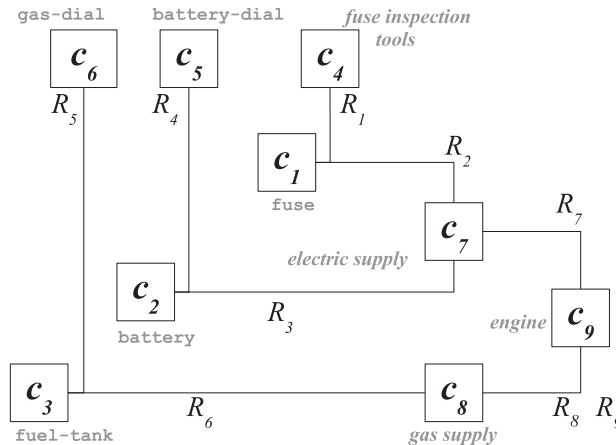 gas-dial
battery-dial
fuse inspection
tools
c6
c5
c4
R5
R4
R1
c1
R2
fuse
c7
R7
electric supply
c2
R3
battery
engine
c9
c3
R6
c8
R8
fuel-tank
gas supply